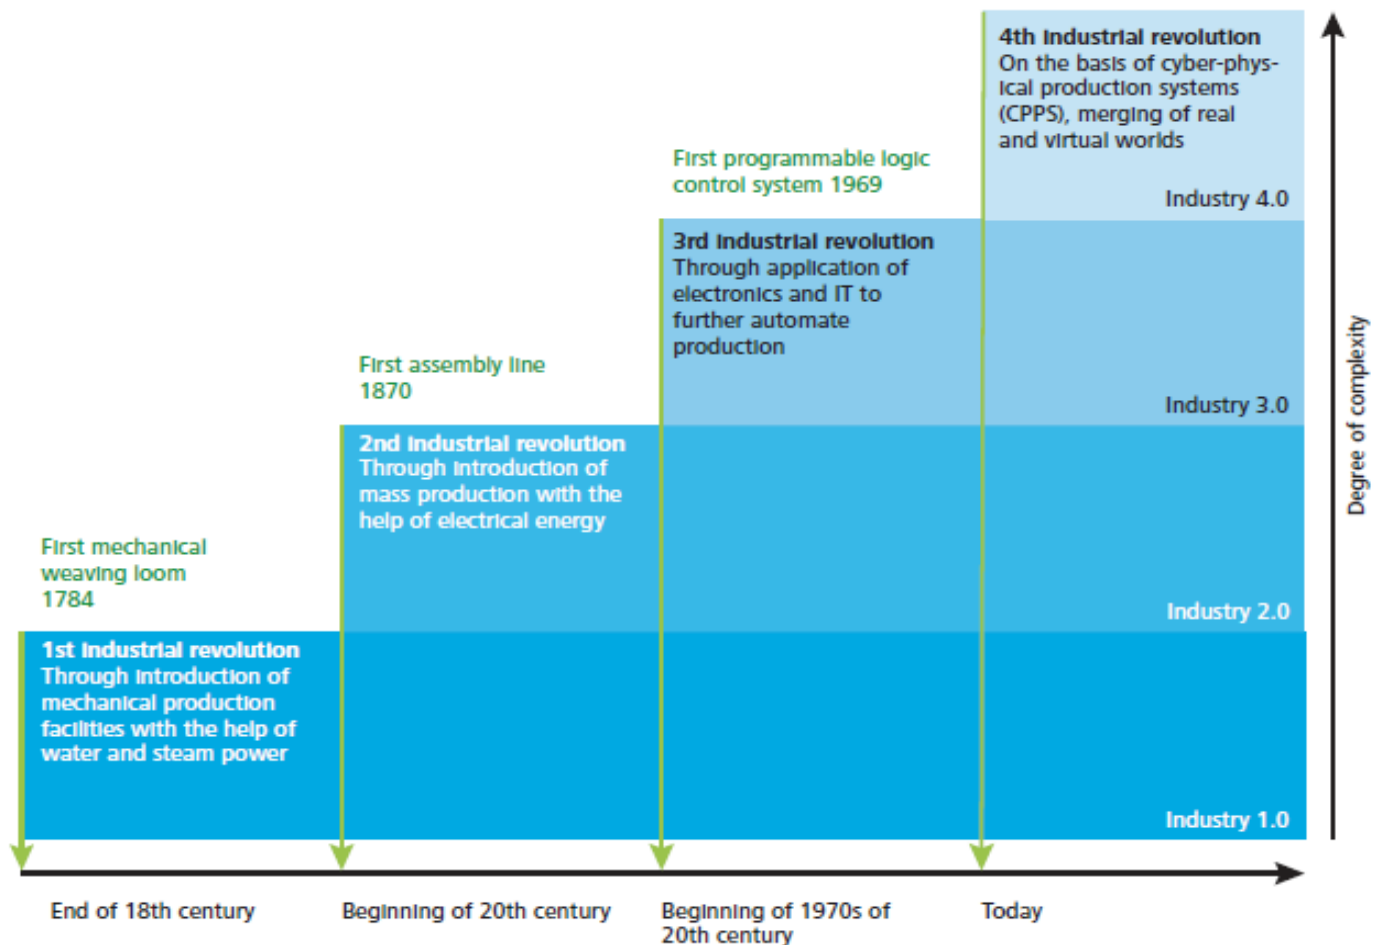 4th industrial revolution
On the basis of cyber-phys-
ical production systems
(CPPS), merging of real
and virtual worlds
Industry 4.0
First programmable logic
control system 1969
3rd industrial revolution
Through application of
electronics and IT to
further automate
production
Industry 3.0
First assembly line
1870
2nd industrial revolution
Through introduction of
mass production with the
help of electrical energy
Industry 2.0
First mechanical
weaving loom
1784
1st industrial revolution
Through introduction of
mechanical production
facilities with the help of
water and steam power
Industry 1.0
Degree of complexity
End of 18th century
Beginning of 20th century
Beginning of 1970s of
20th century
Today